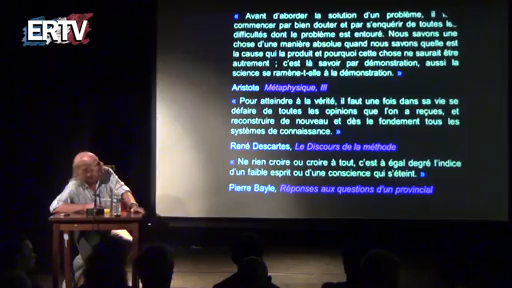 ERTV
« Avant d'aborder la solution d'un problème, il
commencer par bien douter et par s'enquérir de toutes les
difficultés dont le problème est entouré. Nous savons une
chose d'une manière absolue quand nous savons quelle est
la cause qui la produit et pourquoi cette chose ne saurait être
autrement ; c'est là savoir par démonstration, aussi la
science se ramène-t-elle à la démonstration. »
Aristote Métaphysique, III
« Pour atteindre à la vérité, il faut une fois dans sa vie se
défaire de toutes les opinions que l'on a reçues, et
reconstruire de nouveau et dès le fondement tous les
systèmes de connaissance. »
René Descartes, Le Discours de la méthode
« Ne rien croire ou croire à tout, c'est à égal degré l'indice
d'un faible esprit ou d'une conscience qui s'éteint. »
Pierre Bayle, Réponses aux questions d'un provincial